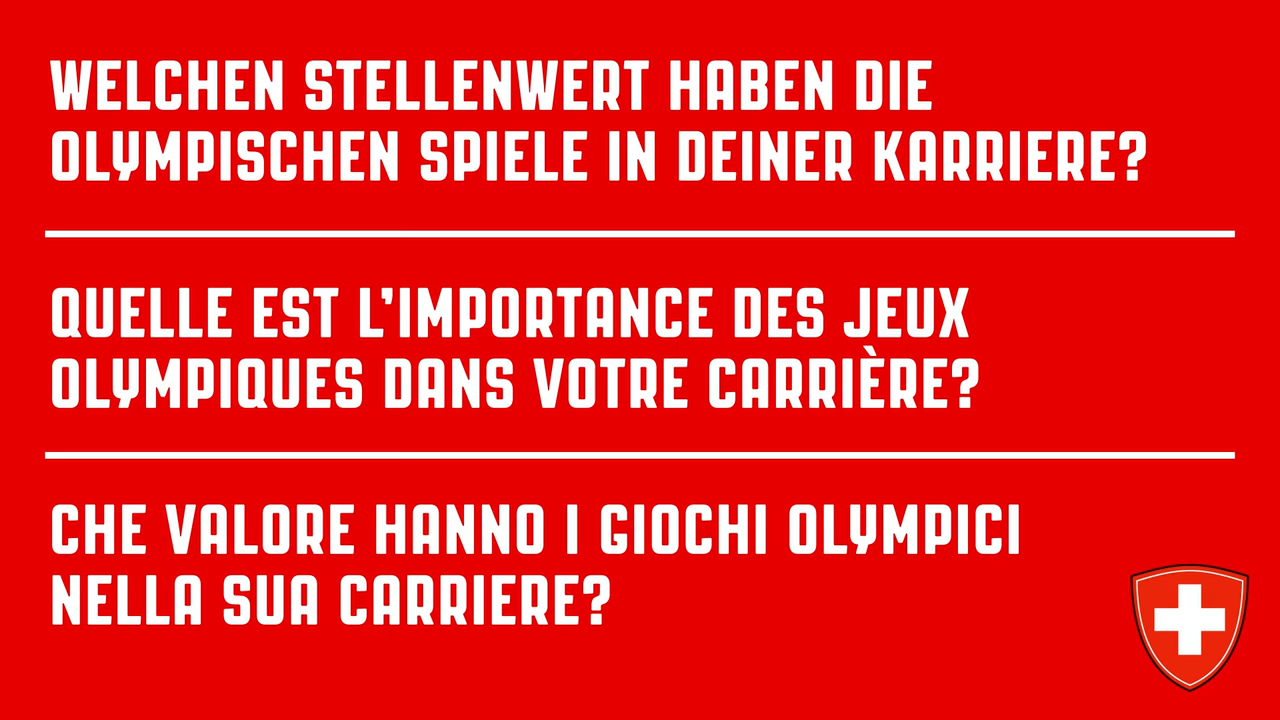 WELCHEN STELLENWERT HABEN DIE
OLYMPISCHEN SPIELE IN DEINER KARRIERE?
QUELLE EST L'IMPORTANCE DES JEUX
OLYMPIQUES DANS VOTRE CARRIÈRE?
CHE VALORE HANNO I GIOCHI OLYMPICI
NELLA SUA CARRIERE?